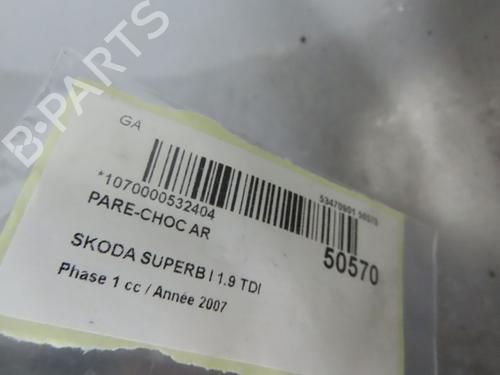 B-PARTS
GA
*1070000532404
53470901 50570
PARE-CHOC AR
50570
SKODA SUPERB I 1.9 TDI
Phase 1 cc / Année 2007